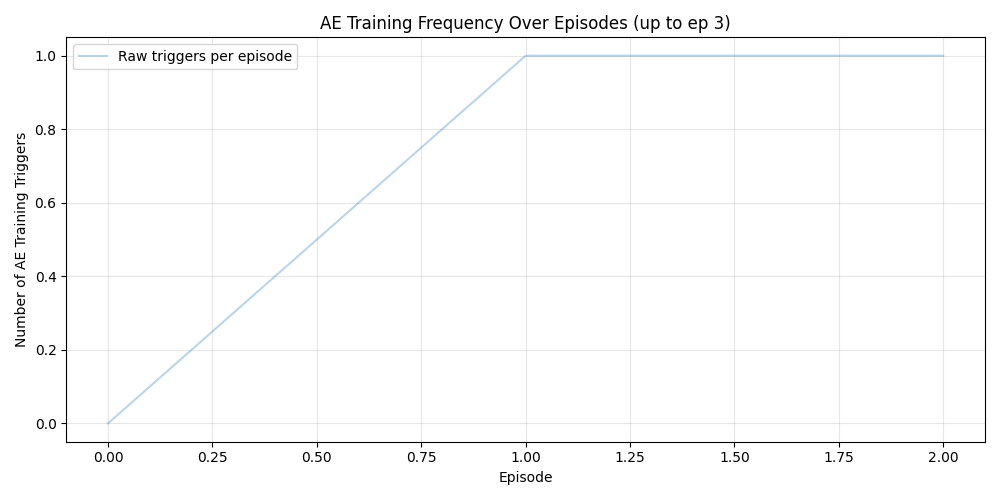 AE Training Frequency Over Episodes (up to ep 3)
Raw triggers per episode
Number of AE Training Triggers
1.0
0.8
0.6
0.4
0.2
0.0
0.00 0.25 0.50 0.75 1.00 1.25 1.50 1.75 2.00
Episode